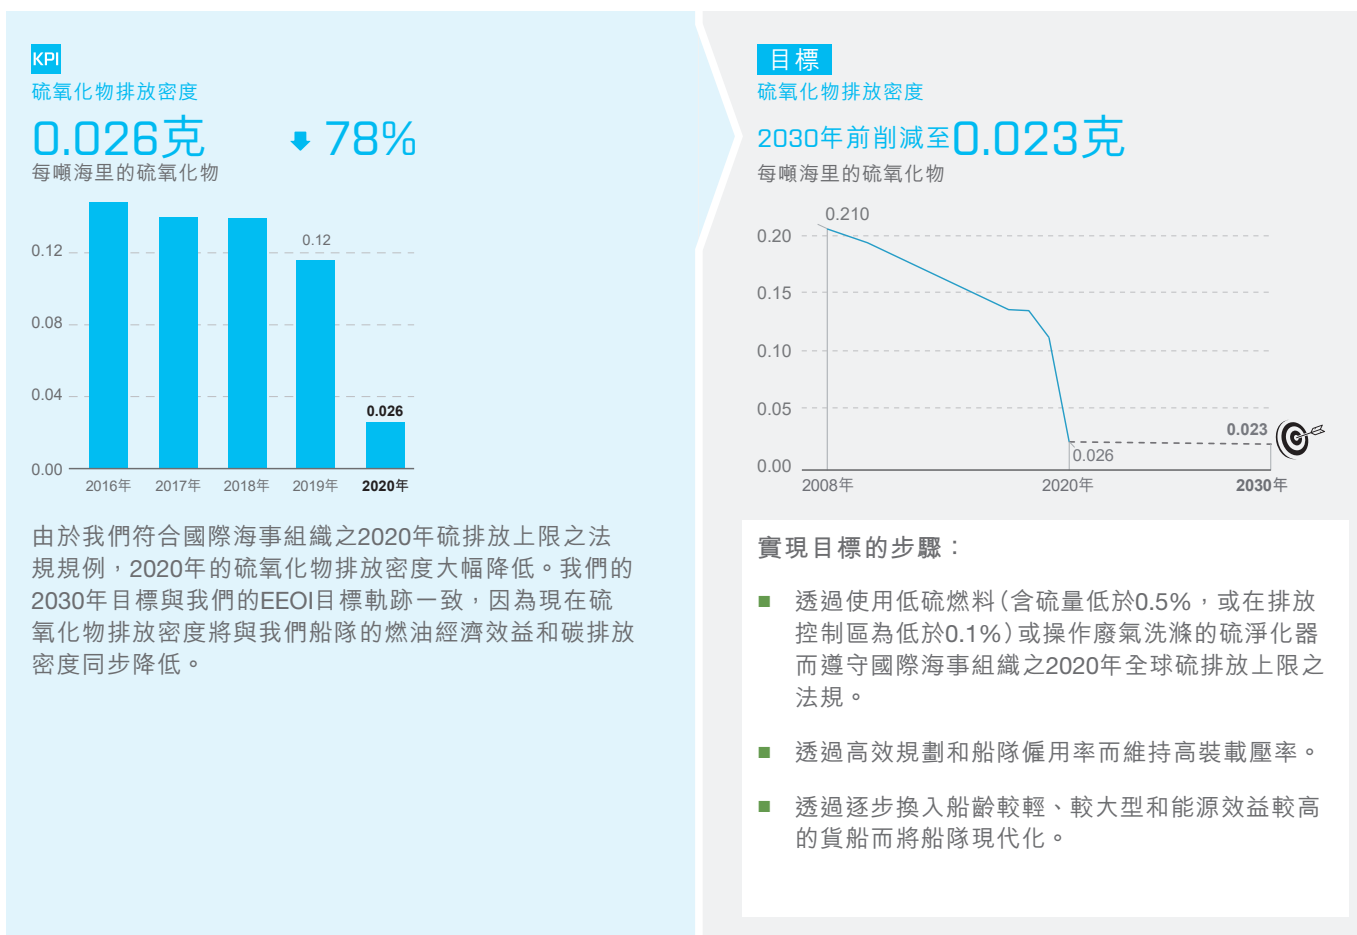 KPI
硫氧化物排放密度
0.026克 78%
每噸海里的硫氧化物
0.12
0.08
0.04
0.00
0.12
0.026
2016年 2017年 2018年 2019年 2020年
由於我們符合國際海事組織之2020年硫排放上限之法
規規例，2020年的硫氧化物排放密度大幅降低。我們的
2030年目標與我們的EEOI目標軌跡一致，因為現在硫
氧化物排放密度將與我們船隊的燃油經濟效益和碳排放
密度同步降低。
目標
硫氧化物排放密度
2030年前削減至0.023克
每噸海里的硫氧化物
0.210
0.20
0.15
0.10
0.05
0.00
0.023
0.026
2008年 2020年 2030年
實現目標的步驟：
■ 透過使用低硫燃料（含硫量低於0.5%，或在排放
控制區為低於0.1%）或操作廢氣洗滌的硫淨化器
而遵守國際海事組織之2020年全球硫排放上限之
法規。
■ 透過高效規劃和船隊僱用率而維持高裝載壓率。
■ 透過逐步換入船齡較輕、較大型和能源效益較高
的貨船而將船隊現代化。